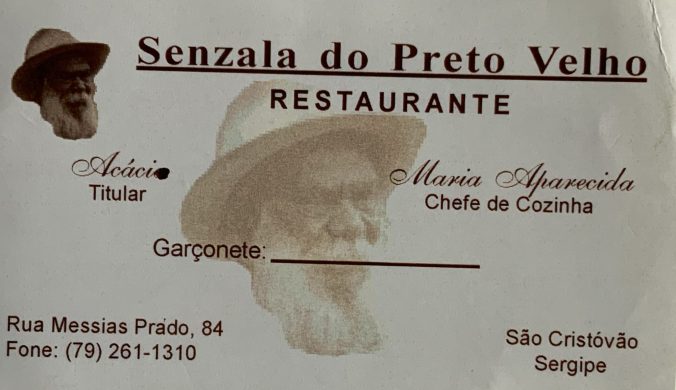 Senzala do Preto Velho
RESTAURANTE
Acácio
Titular
Maria Aparecida
Chefe de Cozinha
Garçonete:
Rua Messias Prado, 84
Fone: (79) 261-1310
São Cristóvão
Sergipe